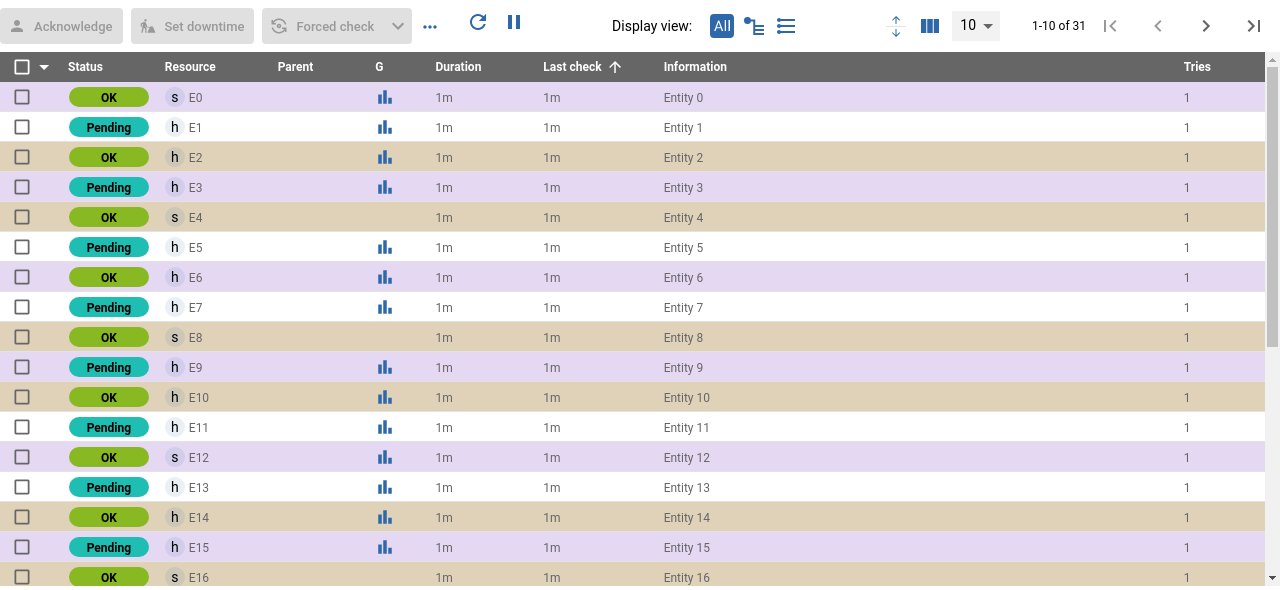 Acknowledge Set downtime Forced check ... Display view: All 10 1-10 of 31
Status Resource Parent G Duration Last check Information Tries
OK s E0 1m 1m Entity 0 1
Pending h E1 1m 1m Entity 1 1
OK h E2 1m 1m Entity 2 1
Pending h E3 1m 1m Entity 3 1
OK s E4 1m 1m Entity 4 1
Pending h E5 1m 1m Entity 5 1
OK h E6 1m 1m Entity 6 1
Pending h E7 1m 1m Entity 7 1
OK s E8 1m 1m Entity 8 1
Pending h E9 1m 1m Entity 9 1
OK h E10 1m 1m Entity 10 1
Pending h E11 1m 1m Entity 11 1
OK s E12 1m 1m Entity 12 1
Pending h E13 1m 1m Entity 13 1
OK h E14 1m 1m Entity 14 1
Pending h E15 1m 1m Entity 15 1
OK s E16 1m 1m Entity 16 1